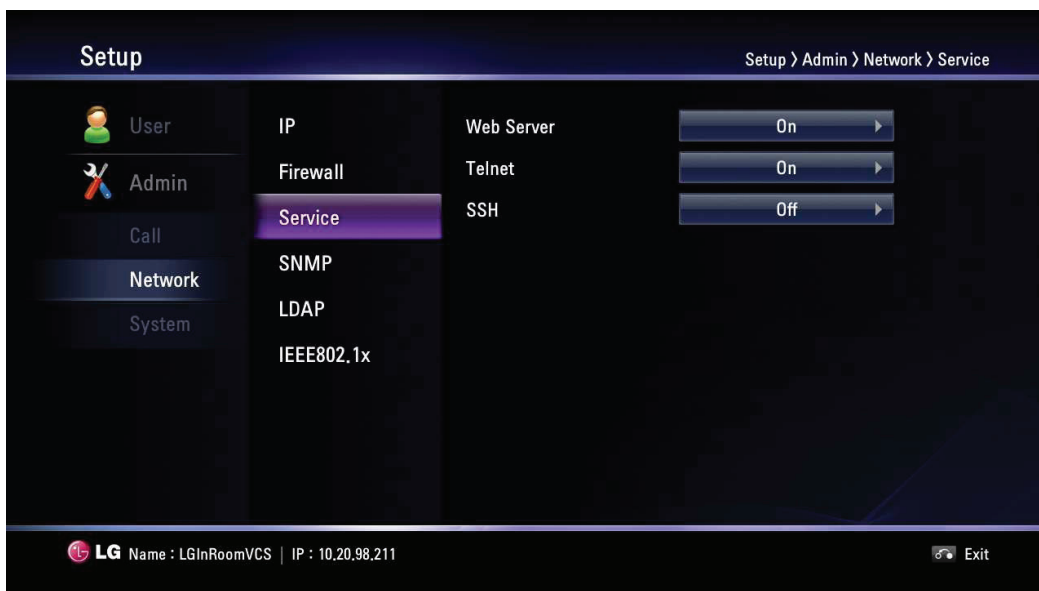 Setup
Setup > Admin > Network > Service
User
Admin
Call
Network
System
IP
Firewall
Service
SNMP
LDAP
IEEE802.1x
Web Server On
Telnet On
SSH Off
LG Name : LGInRoomVCS | IP : 10.20.98.211
Exit